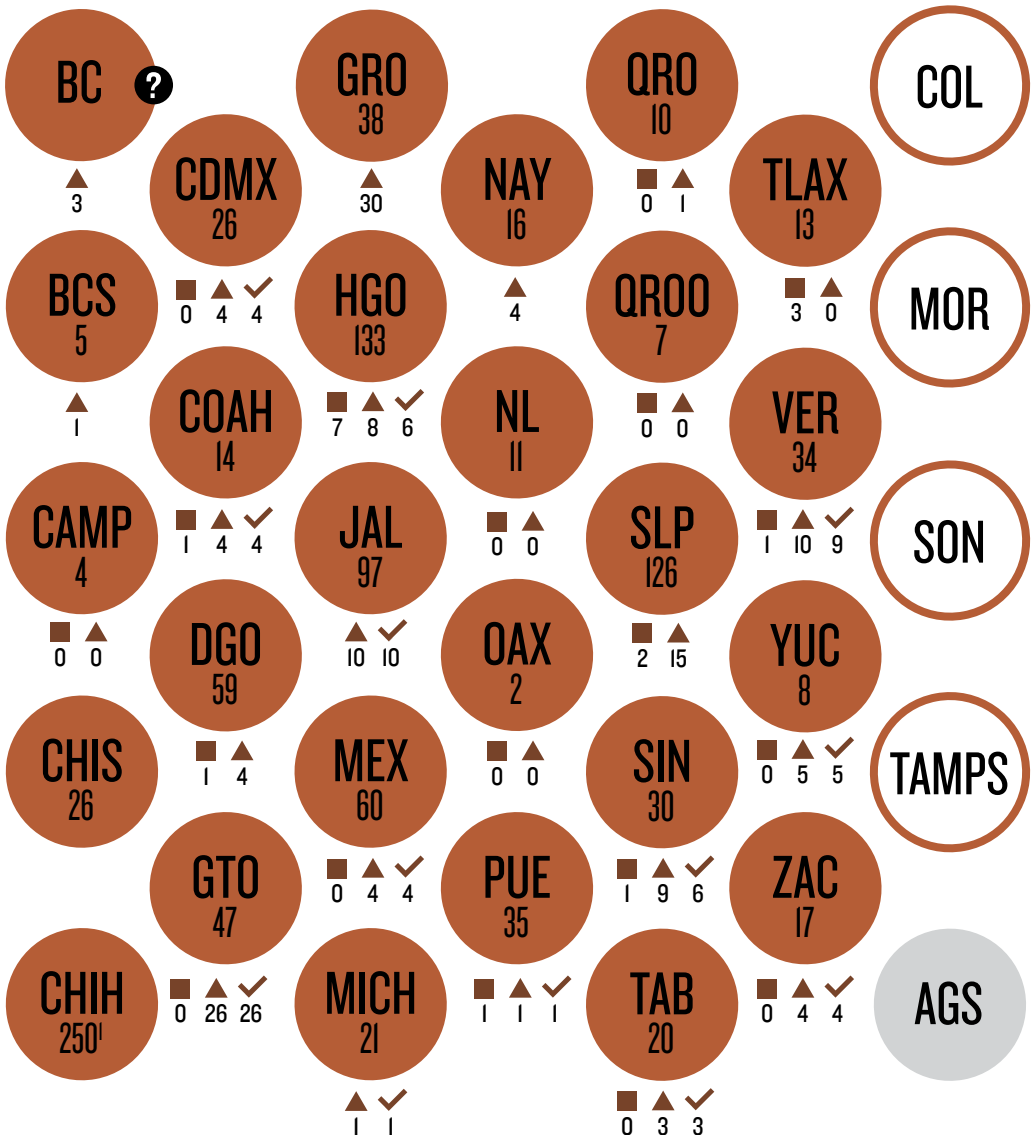 BC ?
3
GRO
38
30
QRO
10
0 1
COL
CDMX
26
0 4 4
NAY
16
4
TLAX
13
3 0
BCS
5
1
HGO
133
7 8 6
QROO
7
0 0
MOR
COAH
14
1 4 4
NL
11
0 0
VER
34
1 10 9
CAMP
4
0 0
JAL
97
10 10
SLP
126
2 15
SON
DGO
59
1 4
OAX
2
0 0
YUC
8
0 5 5
CHIS
26
MEX
60
0 4 4
SIN
30
1 9 6
TAMPS
GTO
47
0 26 26
PUE
35
1 1 1
ZAC
17
0 4 4
CHIH
250¹
MICH
21
1 1
TAB
20
0 3 3
AGS